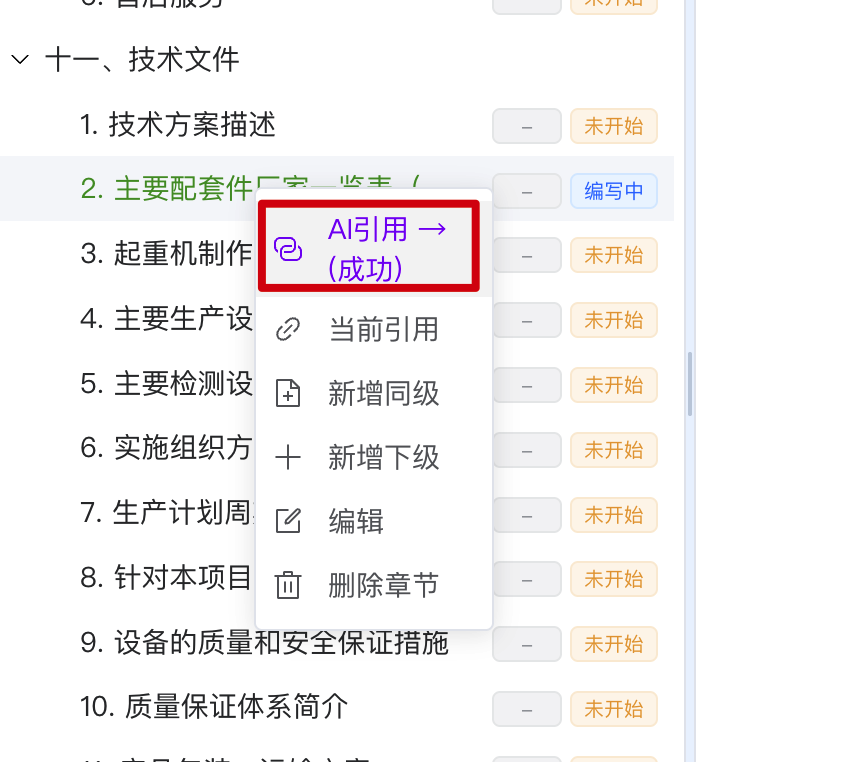 十一、技术文件
1. 技术方案描述
–
未开始
2. 主要配套件厂家一览表（
–
编写中
AI引用 →
(成功)
3. 起重机制作
–
未开始
当前引用
4. 主要生产设
–
未开始
5. 主要检测设
–
未开始
新增同级
6. 实施组织方
–
未开始
新增下级
7. 生产计划周
–
未开始
编辑
8. 针对本项目
–
未开始
删除章节
9. 设备的质量和安全保证措施
–
未开始
10. 质量保证体系简介
–
未开始